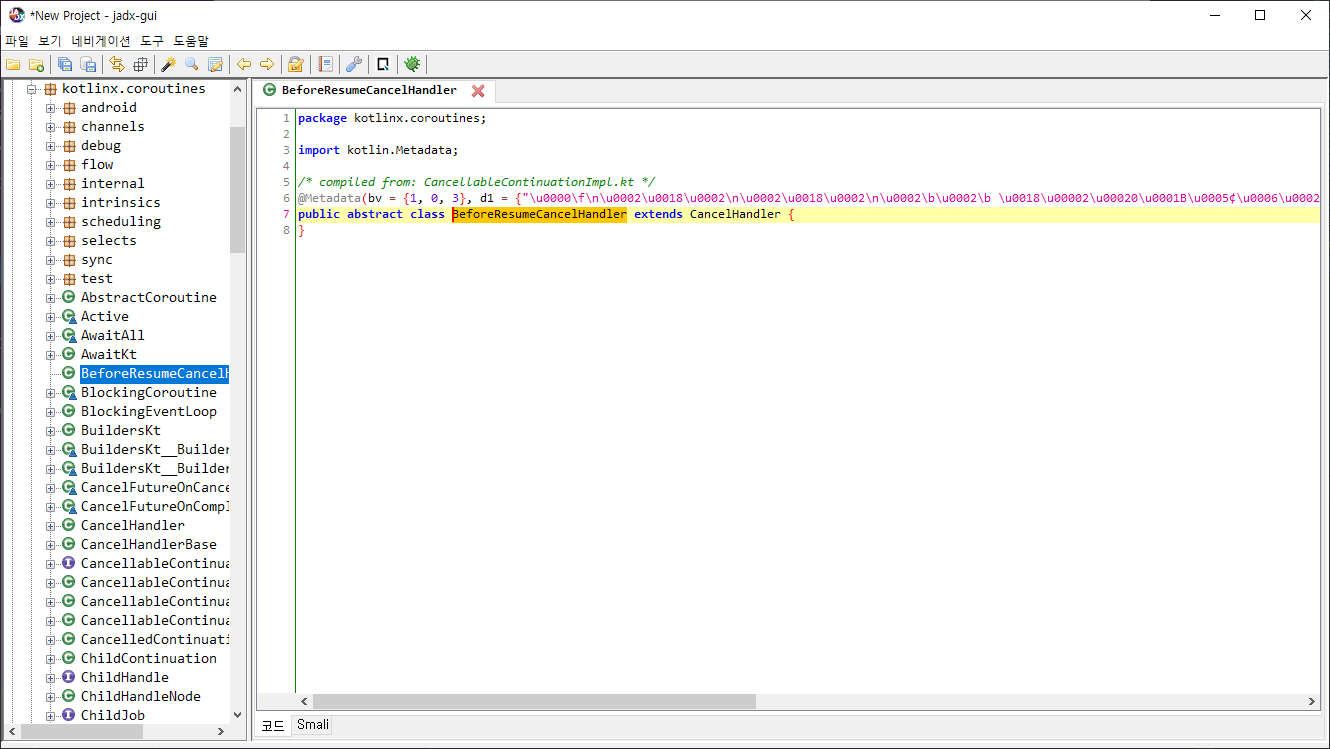 *New Project - jadx-gui
파일 보기 네비게이션 도구 도움말
kotlinx.coroutines
android
channels
debug
flow
internal
intrinsics
scheduling
selects
sync
test
AbstractCoroutine
Active
AwaitAll
AwaitKt
BeforeResumeCancelH
BlockingCoroutine
BlockingEventLoop
BuildersKt
BuildersKt__Builder
BuildersKt__Builder
CancelFutureOnCance
CancelFutureOnCompl
CancelHandler
CancelHandlerBase
CancellableContinua
CancellableContinua
CancellableContinua
CancellableContinua
CancelledContinuati
ChildContinuation
ChildHandle
ChildHandleNode
ChildJob
BeforeResumeCancelHandler
1 package kotlinx.coroutines;
2
3 import kotlin.Metadata;
4
5 /* compiled from: CancellableContinuationImpl.kt */
6 @Metadata(bv = {1, 0, 3}, d1 = {"\u0000\f\n\u0002\u0018\u0002\n\u0002\u0018\u0002\n\u0002\b\u0002\b \u0018\u00002\u00020\u0001B\u0005¢\u0006\u0002
7 public abstract class BeforeResumeCancelHandler extends CancelHandler {
8 }
코드 Smali